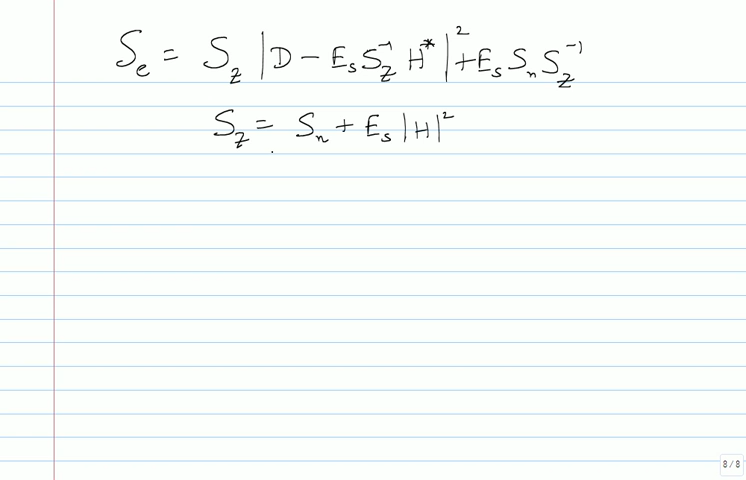 S_e = S_z |D - E_s S_z^{-1} H^*|^2 + E_s S_n S_z^{-1}
S_z = S_n + E_s |H|^2
8 / 8